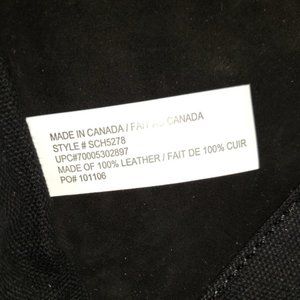 MADE IN CANADA / FAIT AU CANADA
STYLE # SCH5278
UPC#70005302897
MADE OF 100% LEATHER / FAIT DE 100% CUIR
PO# 101106